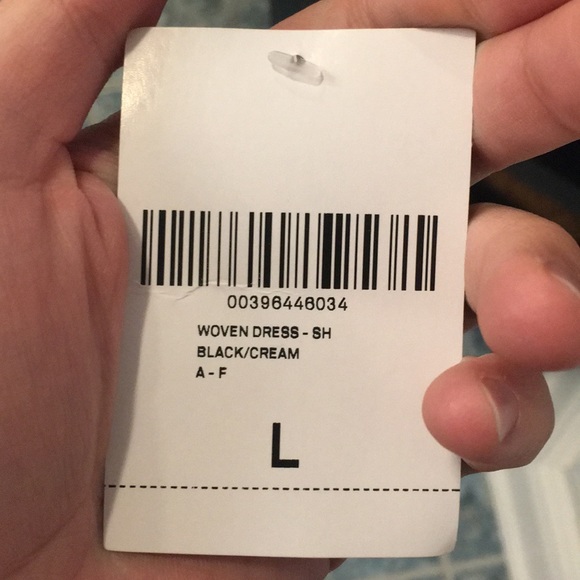 00396446034
WOVEN DRESS - SH
BLACK/CREAM
A - F
L